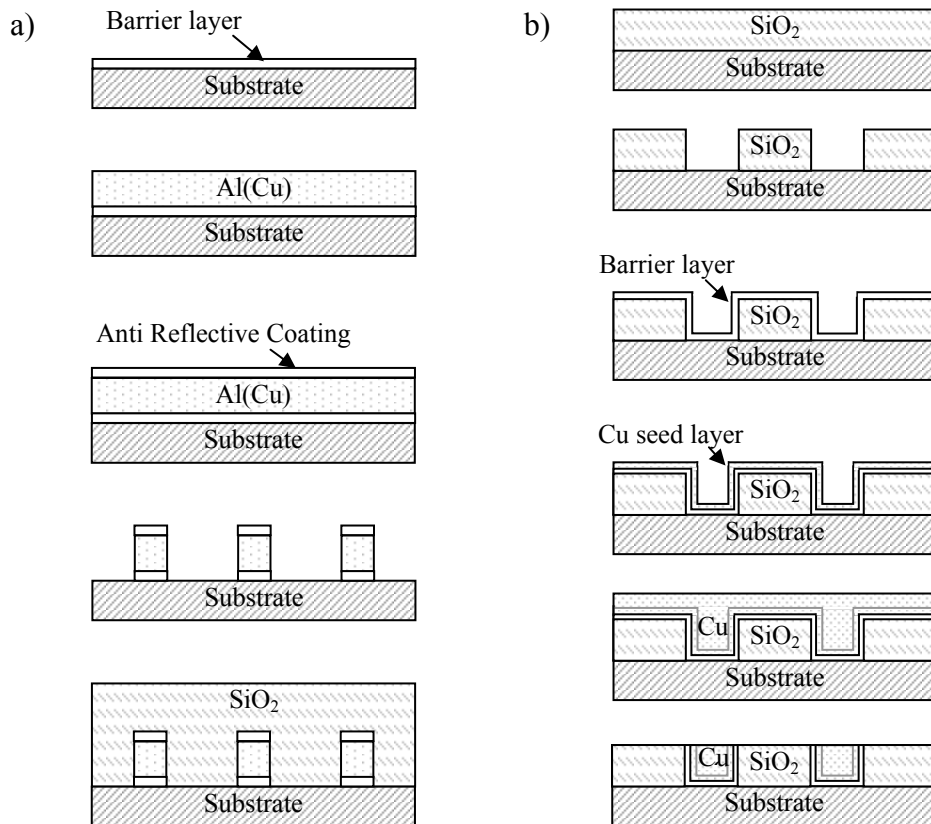 a)
Barrier layer
Substrate
Al(Cu)
Substrate
Anti Reflective Coating
Al(Cu)
Substrate
Substrate
SiO₂
Substrate
b)
SiO₂
Substrate
SiO₂
Substrate
Barrier layer
SiO₂
Substrate
Cu seed layer
SiO₂
Substrate
Cu SiO₂
Substrate
Cu SiO₂
Substrate